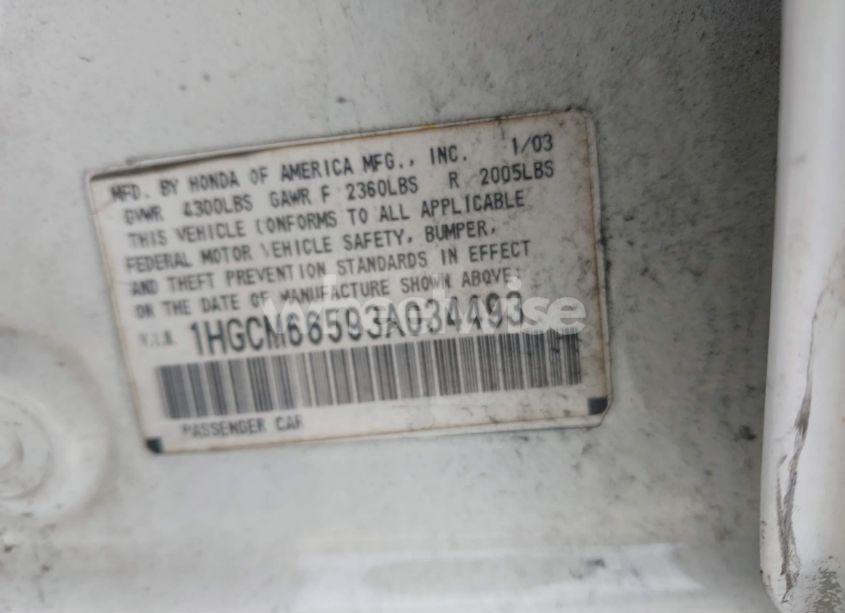 MFD. BY HONDA OF AMERICA MFG., INC. 1/03
GVWR 4300LBS GAWR F 2360LBS R 2005LBS
THIS VEHICLE CONFORMS TO ALL APPLICABLE
FEDERAL MOTOR VEHICLE SAFETY, BUMPER,
AND THEFT PREVENTION STANDARDS IN EFFECT
ON THE DATE OF MANUFACTURE SHOWN ABOVE:
V.I.N. 1HGCM66593A034493
PASSENGER CAR